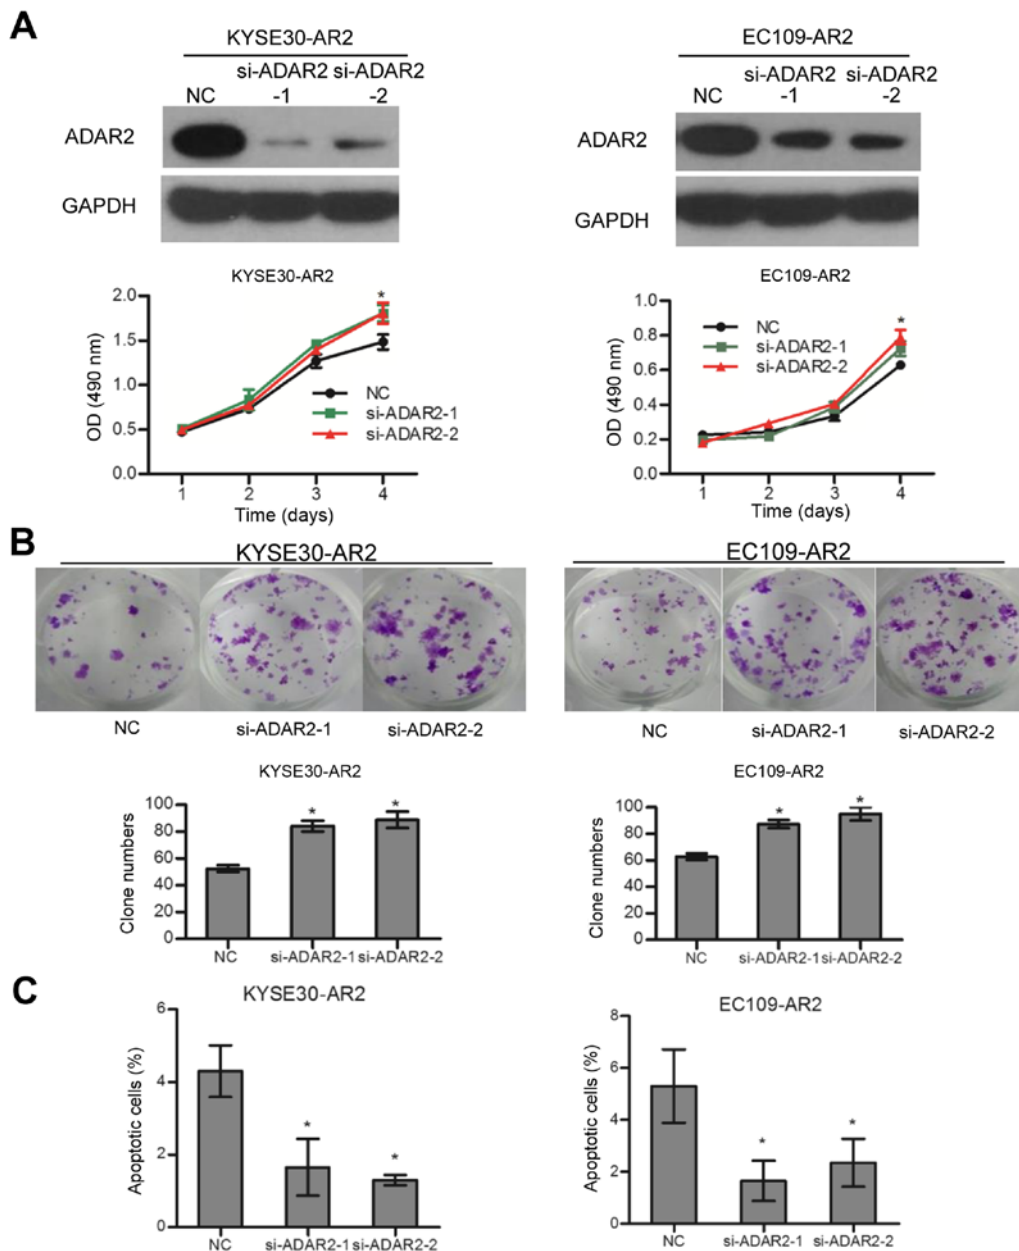 A
KYSE30-AR2
si-ADAR2 si-ADAR2
NC -1 -2
ADAR2
GAPDH
EC109-AR2
si-ADAR2 si-ADAR2
NC -1 -2
ADAR2
GAPDH
KYSE30-AR2
OD (490 nm)
2.0
1.5
1.0
0.5
0.0
*
NC
si-ADAR2-1
si-ADAR2-2
1 2 3 4
Time (days)
EC109-AR2
OD (490 nm)
0.8
0.6
0.4
0.2
0.0
*
NC
si-ADAR2-1
si-ADAR2-2
1 2 3 4
Time (days)
B
KYSE30-AR2
NC si-ADAR2-1 si-ADAR2-2
EC109-AR2
NC si-ADAR2-1 si-ADAR2-2
KYSE30-AR2
Clone numbers
100
80
60
40
20
0
* *
NC si-ADAR2-1 si-ADAR2-2
EC109-AR2
Clone numbers
100
80
60
40
20
0
* *
NC si-ADAR2-1 si-ADAR2-2
C
KYSE30-AR2
Apoptotic cells (%)
6
4
2
0
* *
NC si-ADAR2-1 si-ADAR2-2
EC109-AR2
Apoptotic cells (%)
8
6
4
2
0
* *
NC si-ADAR2-1 si-ADAR2-2